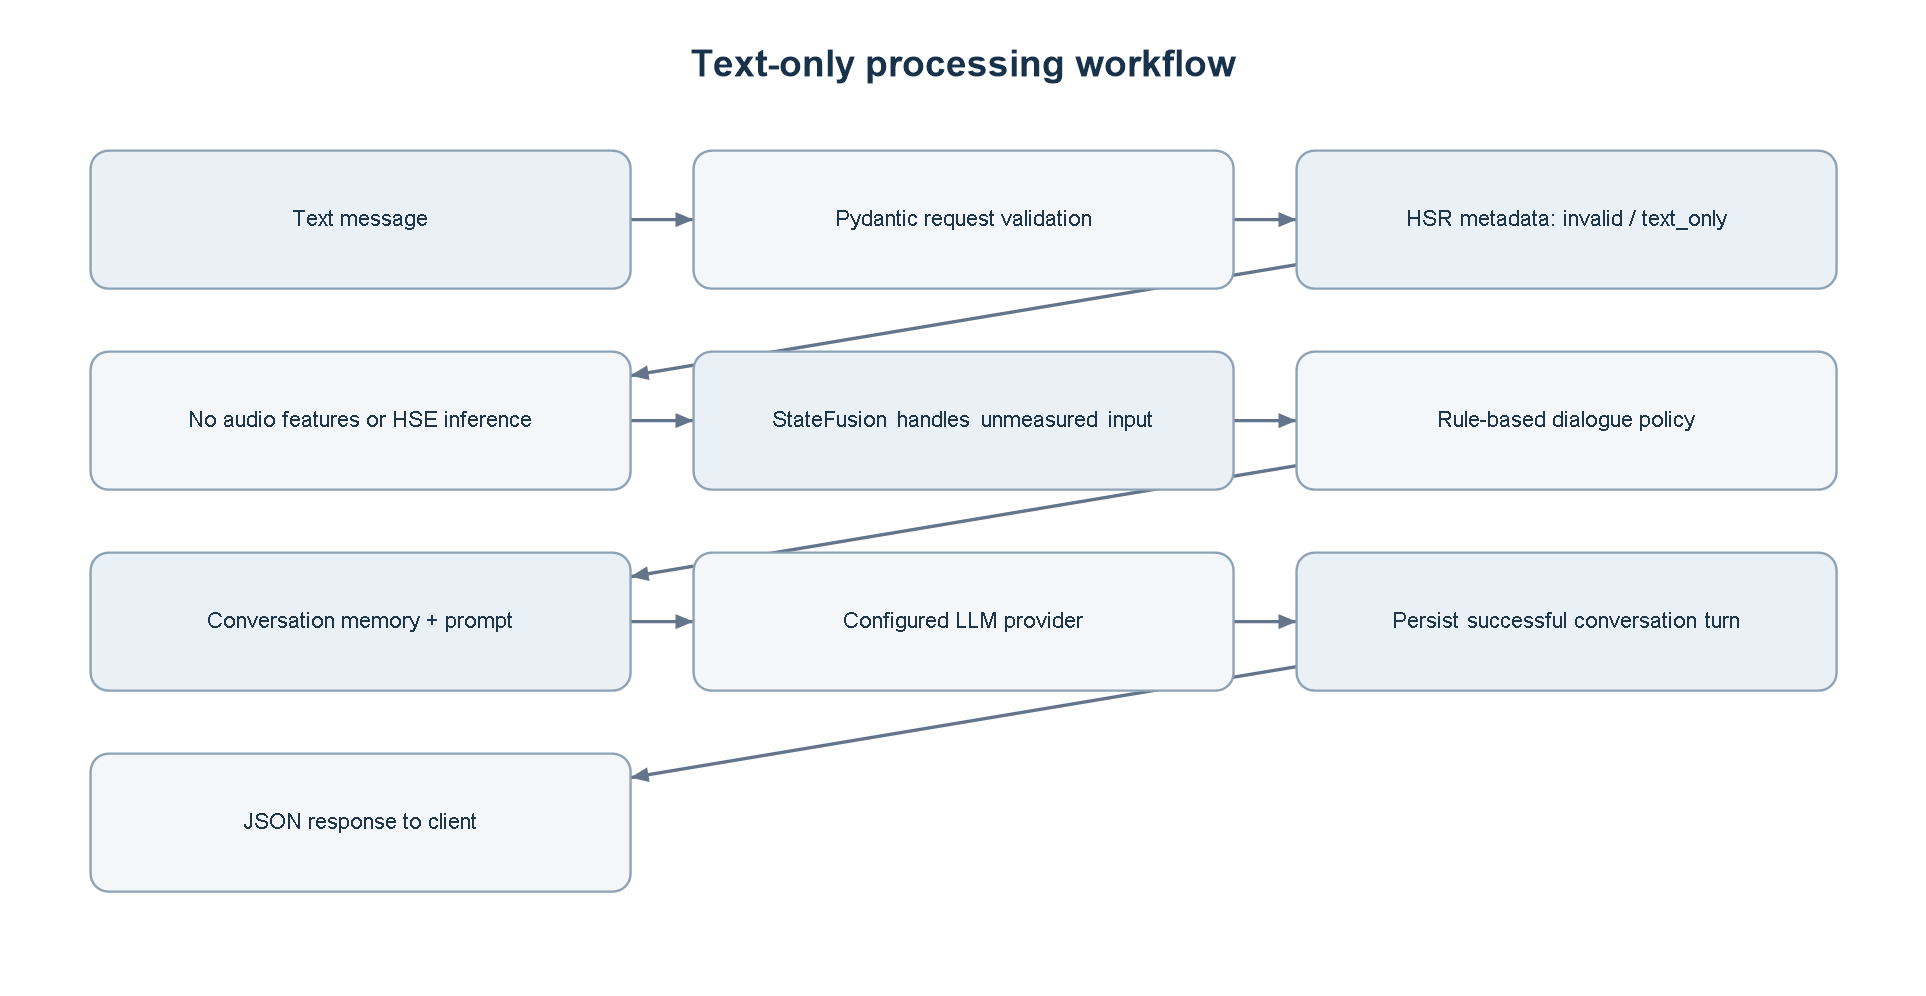 Text-only processing workflow
Text message
Pydantic request validation
HSR metadata: invalid / text_only
No audio features or HSE inference
StateFusion handles unmeasured input
Rule-based dialogue policy
Conversation memory + prompt
Configured LLM provider
Persist successful conversation turn
JSON response to client